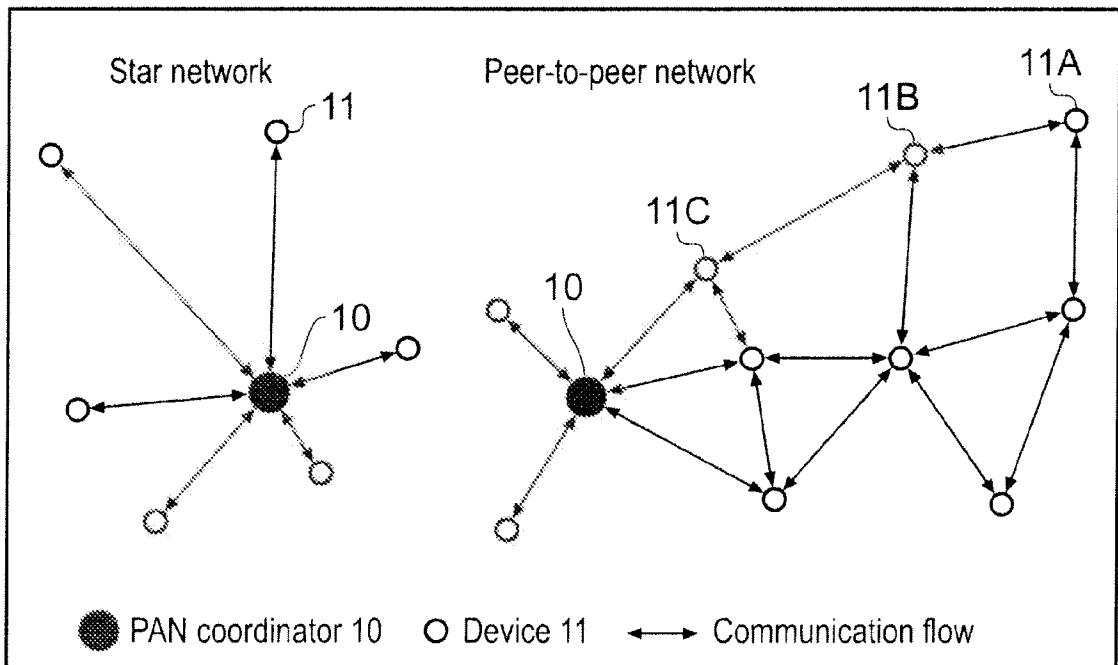 Star network
Peer-to-peer network
11
11A
11B
11C
10
10
PAN coordinator 10
Device 11
Communication flow